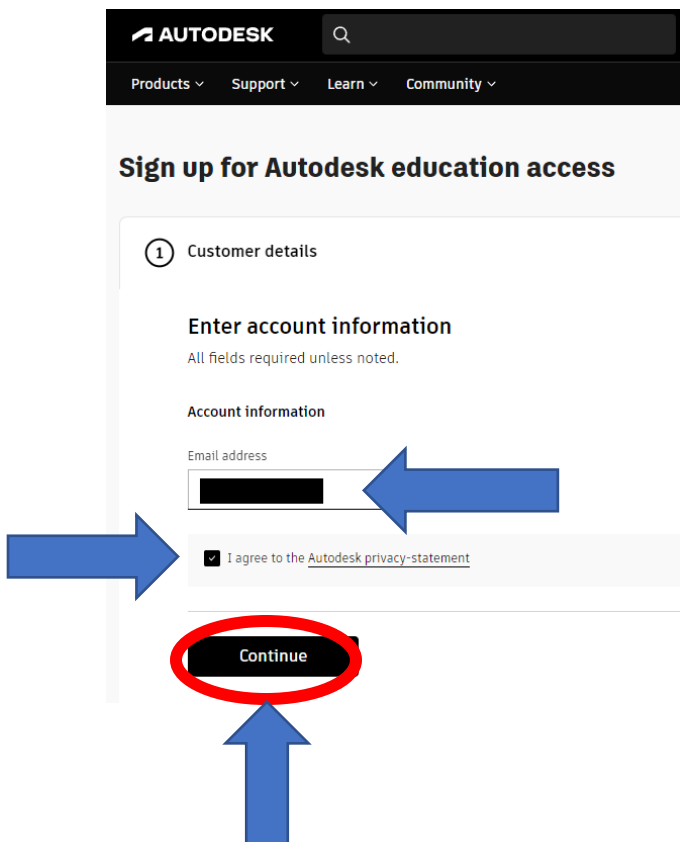 AUTODESK
Products Support Learn Community
Sign up for Autodesk education access
1 Customer details
Enter account information
All fields required unless noted.
Account information
Email address
I agree to the Autodesk privacy-statement
Continue